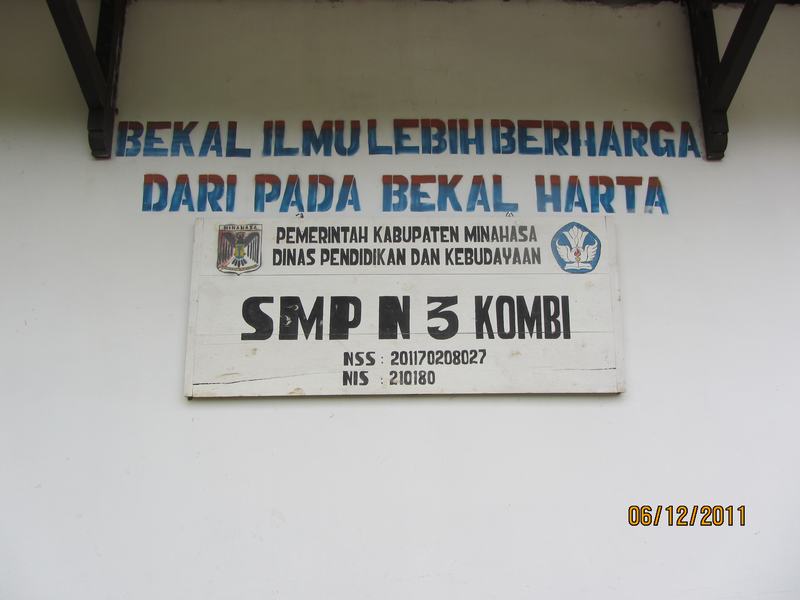 BEKAL ILMU LEBIH BERHARGA
DARI PADA BEKAL HARTA
MINAHASA
PEMERINTAH KABUPATEN MINAHASA
DINAS PENDIDIKAN DAN KEBUDAYAAN
SMP N 3 KOMBI
NSS : 201170208027
NIS : 210180
06/12/2011